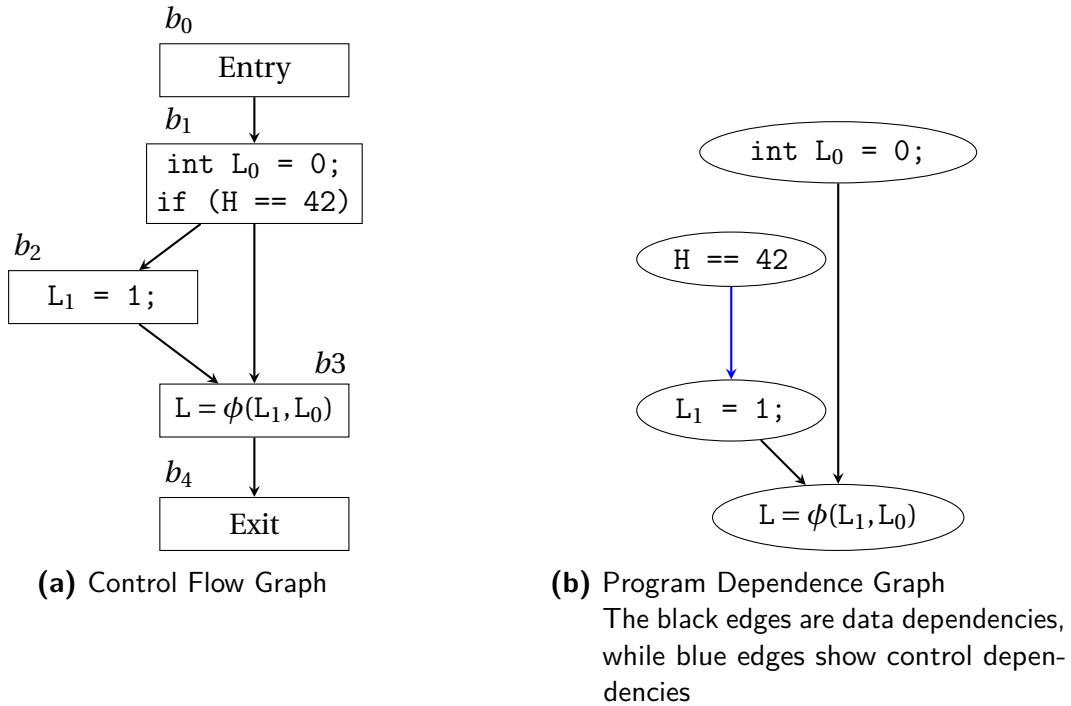 b0
Entry
b1
int L0 = 0;
if (H == 42)
b2
L1 = 1;
b3
L = ϕ(L1, L0)
b4
Exit
(a) Control Flow Graph
int L0 = 0;
H == 42
L1 = 1;
L = ϕ(L1, L0)
(b) Program Dependence Graph
The black edges are data dependencies,
while blue edges show control depen-
dencies